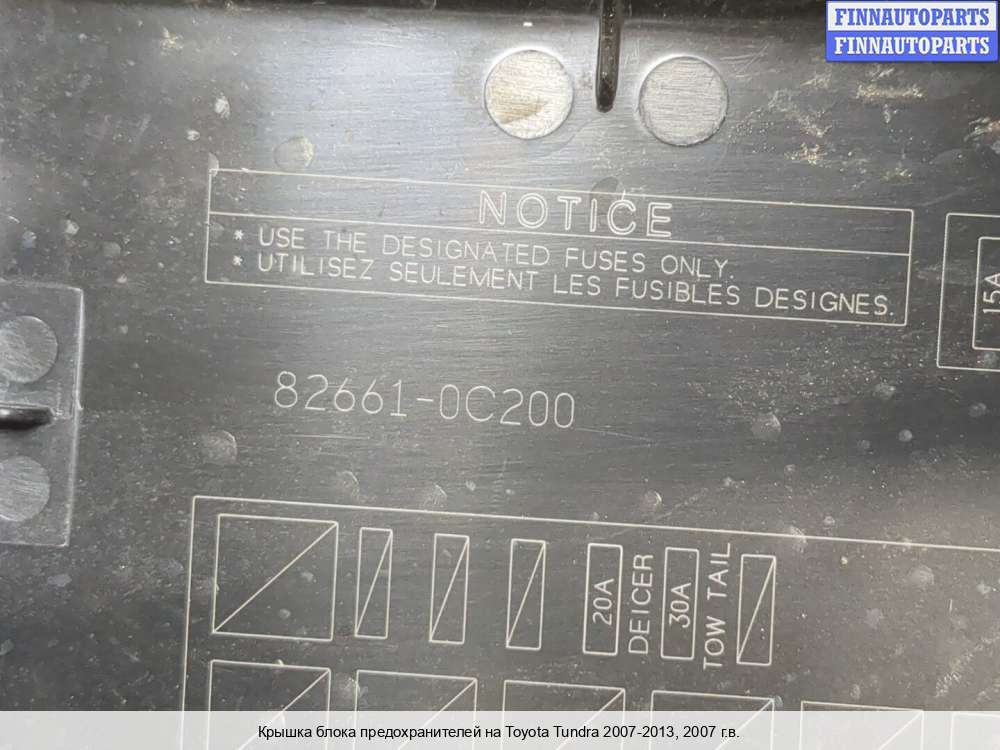 FINNAUTOPARTS
FINNAUTOPARTS
NOTICE
* USE THE DESIGNATED FUSES ONLY.
* UTILISEZ SEULEMENT LES FUSIBLES DESIGNES.
15A
82661-0C200
20A
DEICER
30A
TOW TAIL
Крышка блока предохранителей на Toyota Tundra 2007-2013, 2007 г.в.